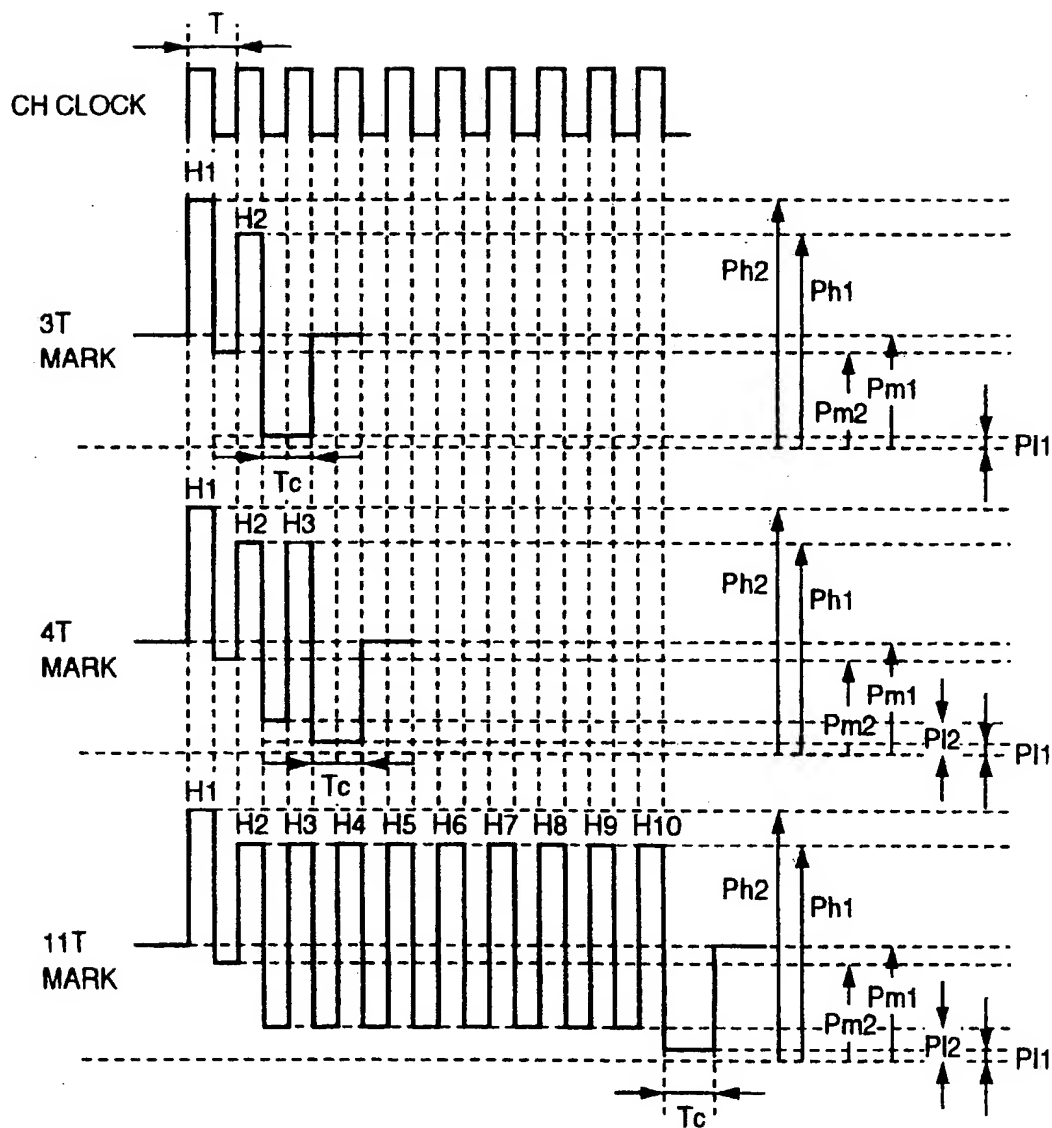 T
CH CLOCK
H1
H2
Ph2
Ph1
3T
MARK
Pm1
Pm2
Pl1
Tc
H1
H2 H3
Ph2
Ph1
4T
MARK
Pm1
Pm2
Pl2
Pl1
Tc
H1
H2 H3 H4 H5 H6 H7 H8 H9 H10
Ph2
Ph1
11T
MARK
Pm1
Pm2
Pl2
Pl1
Tc